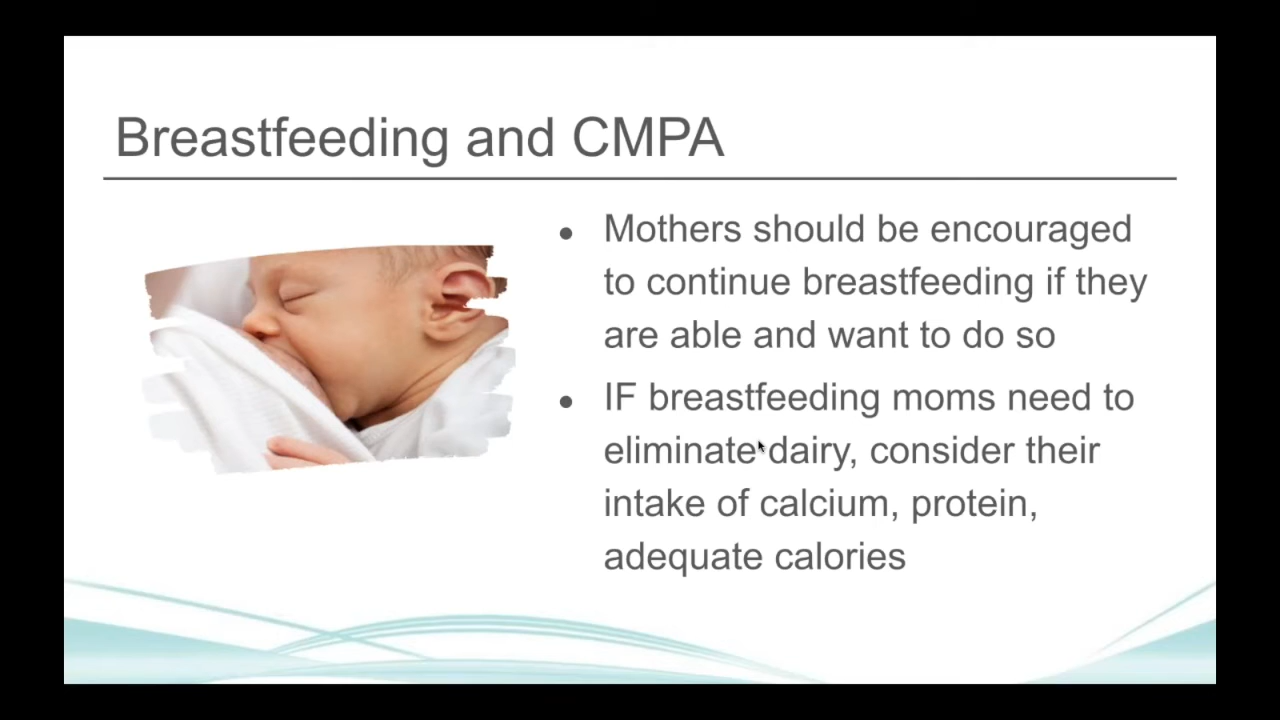 Breastfeeding and CMPA
● Mothers should be encouraged
to continue breastfeeding if they
are able and want to do so
● IF breastfeeding moms need to
eliminate dairy, consider their
intake of calcium, protein,
adequate calories